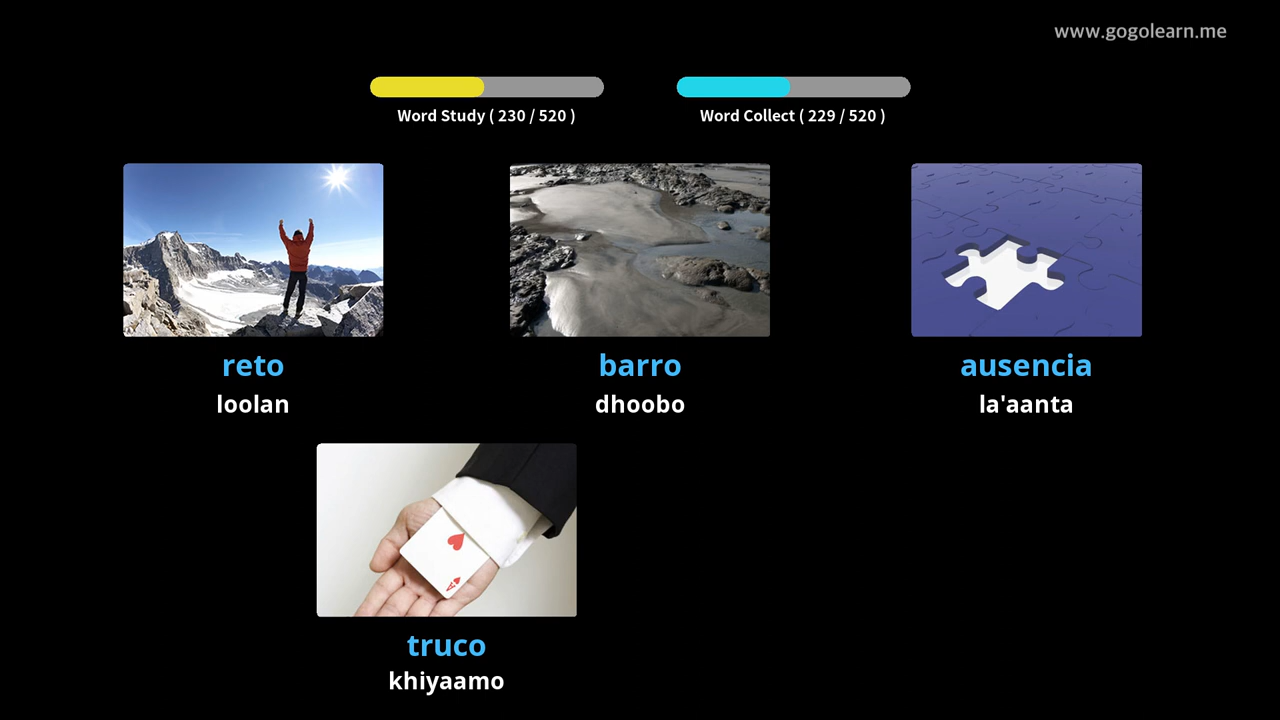 www.gogolearn.me
Word Study ( 230 / 520 )
Word Collect ( 229 / 520 )
reto
loolan
barro
dhoobo
ausencia
la'aanta
truco
khiyaamo